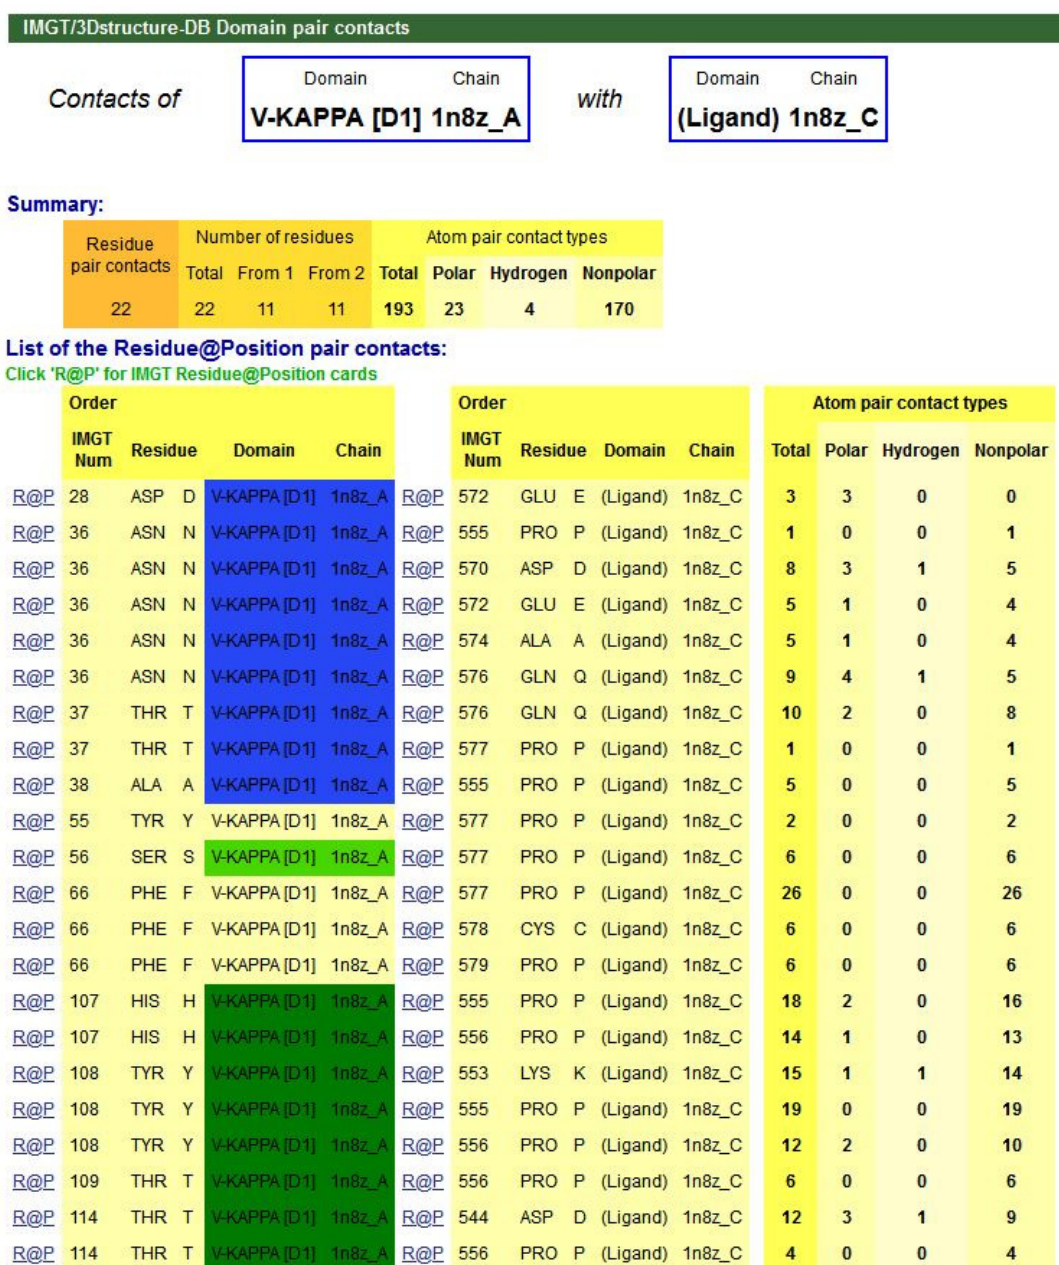 IMGT/3Dstructure-DB Domain pair contacts
Domain Chain Domain Chain
Contacts of V-KAPPA [D1] 1n8z_A with (Ligand) 1n8z_C
Summary:
Residue pair contacts Number of residues Atom pair contact types
Total From 1 From 2 Total Polar Hydrogen Nonpolar
22 22 11 11 193 23 4 170
List of the Residue@Position pair contacts:
Click 'R@P' for IMGT Residue@Position cards
Order Order Atom pair contact types
IMGT Num Residue Domain Chain IMGT Num Residue Domain Chain Total Polar Hydrogen Nonpolar
R@P 28 ASP D V-KAPPA [D1] 1n8z_A R@P 572 GLU E (Ligand) 1n8z_C 3 3 0 0
R@P 36 ASN N V-KAPPA [D1] 1n8z_A R@P 555 PRO P (Ligand) 1n8z_C 1 0 0 1
R@P 36 ASN N V-KAPPA [D1] 1n8z_A R@P 570 ASP D (Ligand) 1n8z_C 8 3 1 5
R@P 36 ASN N V-KAPPA [D1] 1n8z_A R@P 572 GLU E (Ligand) 1n8z_C 5 1 0 4
R@P 36 ASN N V-KAPPA [D1] 1n8z_A R@P 574 ALA A (Ligand) 1n8z_C 5 1 0 4
R@P 36 ASN N V-KAPPA [D1] 1n8z_A R@P 576 GLN Q (Ligand) 1n8z_C 9 4 1 5
R@P 37 THR T V-KAPPA [D1] 1n8z_A R@P 576 GLN Q (Ligand) 1n8z_C 10 2 0 8
R@P 37 THR T V-KAPPA [D1] 1n8z_A R@P 577 PRO P (Ligand) 1n8z_C 1 0 0 1
R@P 38 ALA A V-KAPPA [D1] 1n8z_A R@P 555 PRO P (Ligand) 1n8z_C 5 0 0 5
R@P 55 TYR Y V-KAPPA [D1] 1n8z_A R@P 577 PRO P (Ligand) 1n8z_C 2 0 0 2
R@P 56 SER S V-KAPPA [D1] 1n8z_A R@P 577 PRO P (Ligand) 1n8z_C 6 0 0 6
R@P 66 PHE F V-KAPPA [D1] 1n8z_A R@P 577 PRO P (Ligand) 1n8z_C 26 0 0 26
R@P 66 PHE F V-KAPPA [D1] 1n8z_A R@P 578 CYS C (Ligand) 1n8z_C 6 0 0 6
R@P 66 PHE F V-KAPPA [D1] 1n8z_A R@P 579 PRO P (Ligand) 1n8z_C 6 0 0 6
R@P 107 HIS H V-KAPPA [D1] 1n8z_A R@P 555 PRO P (Ligand) 1n8z_C 18 2 0 16
R@P 107 HIS H V-KAPPA [D1] 1n8z_A R@P 556 PRO P (Ligand) 1n8z_C 14 1 0 13
R@P 108 TYR Y V-KAPPA [D1] 1n8z_A R@P 553 LYS K (Ligand) 1n8z_C 15 1 1 14
R@P 108 TYR Y V-KAPPA [D1] 1n8z_A R@P 555 PRO P (Ligand) 1n8z_C 19 0 0 19
R@P 108 TYR Y V-KAPPA [D1] 1n8z_A R@P 556 PRO P (Ligand) 1n8z_C 12 2 0 10
R@P 109 THR T V-KAPPA [D1] 1n8z_A R@P 556 PRO P (Ligand) 1n8z_C 6 0 0 6
R@P 114 THR T V-KAPPA [D1] 1n8z_A R@P 544 ASP D (Ligand) 1n8z_C 12 3 1 9
R@P 114 THR T V-KAPPA [D1] 1n8z_A R@P 556 PRO P (Ligand) 1n8z_C 4 0 0 4